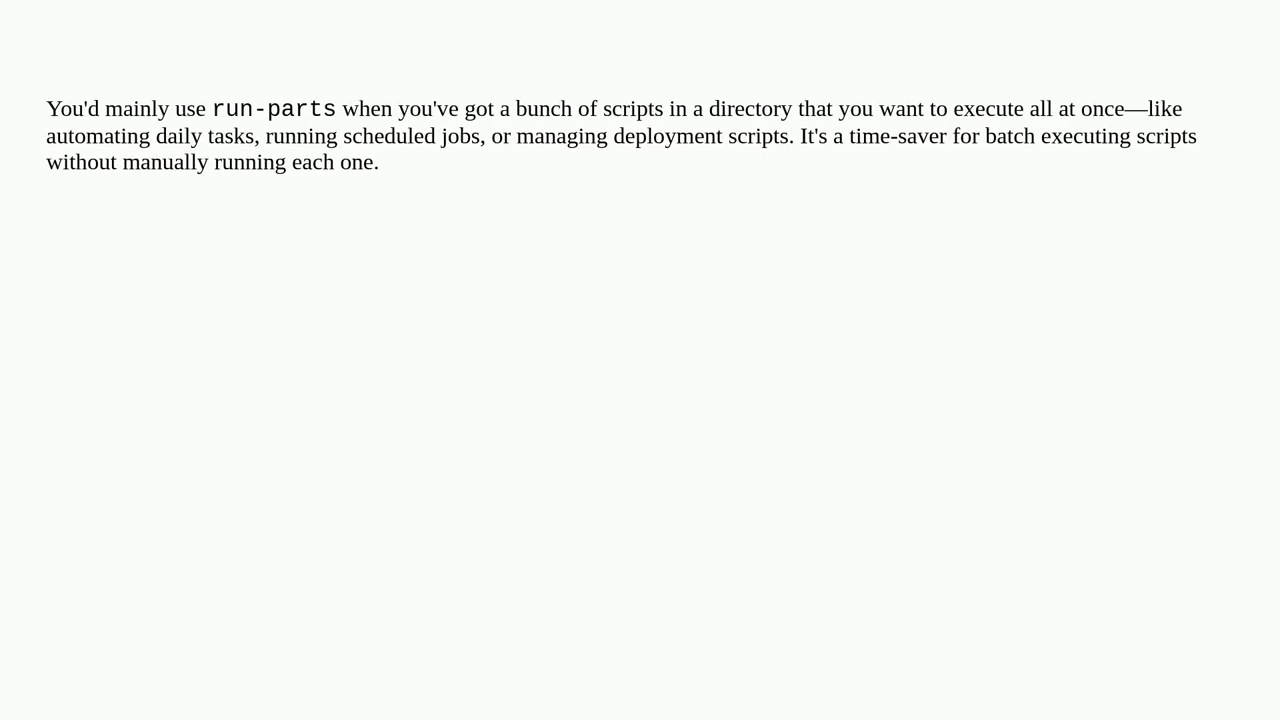 You'd mainly use run-parts when you've got a bunch of scripts in a directory that you want to execute all at once—like
automating daily tasks, running scheduled jobs, or managing deployment scripts. It's a time-saver for batch executing scripts
without manually running each one.